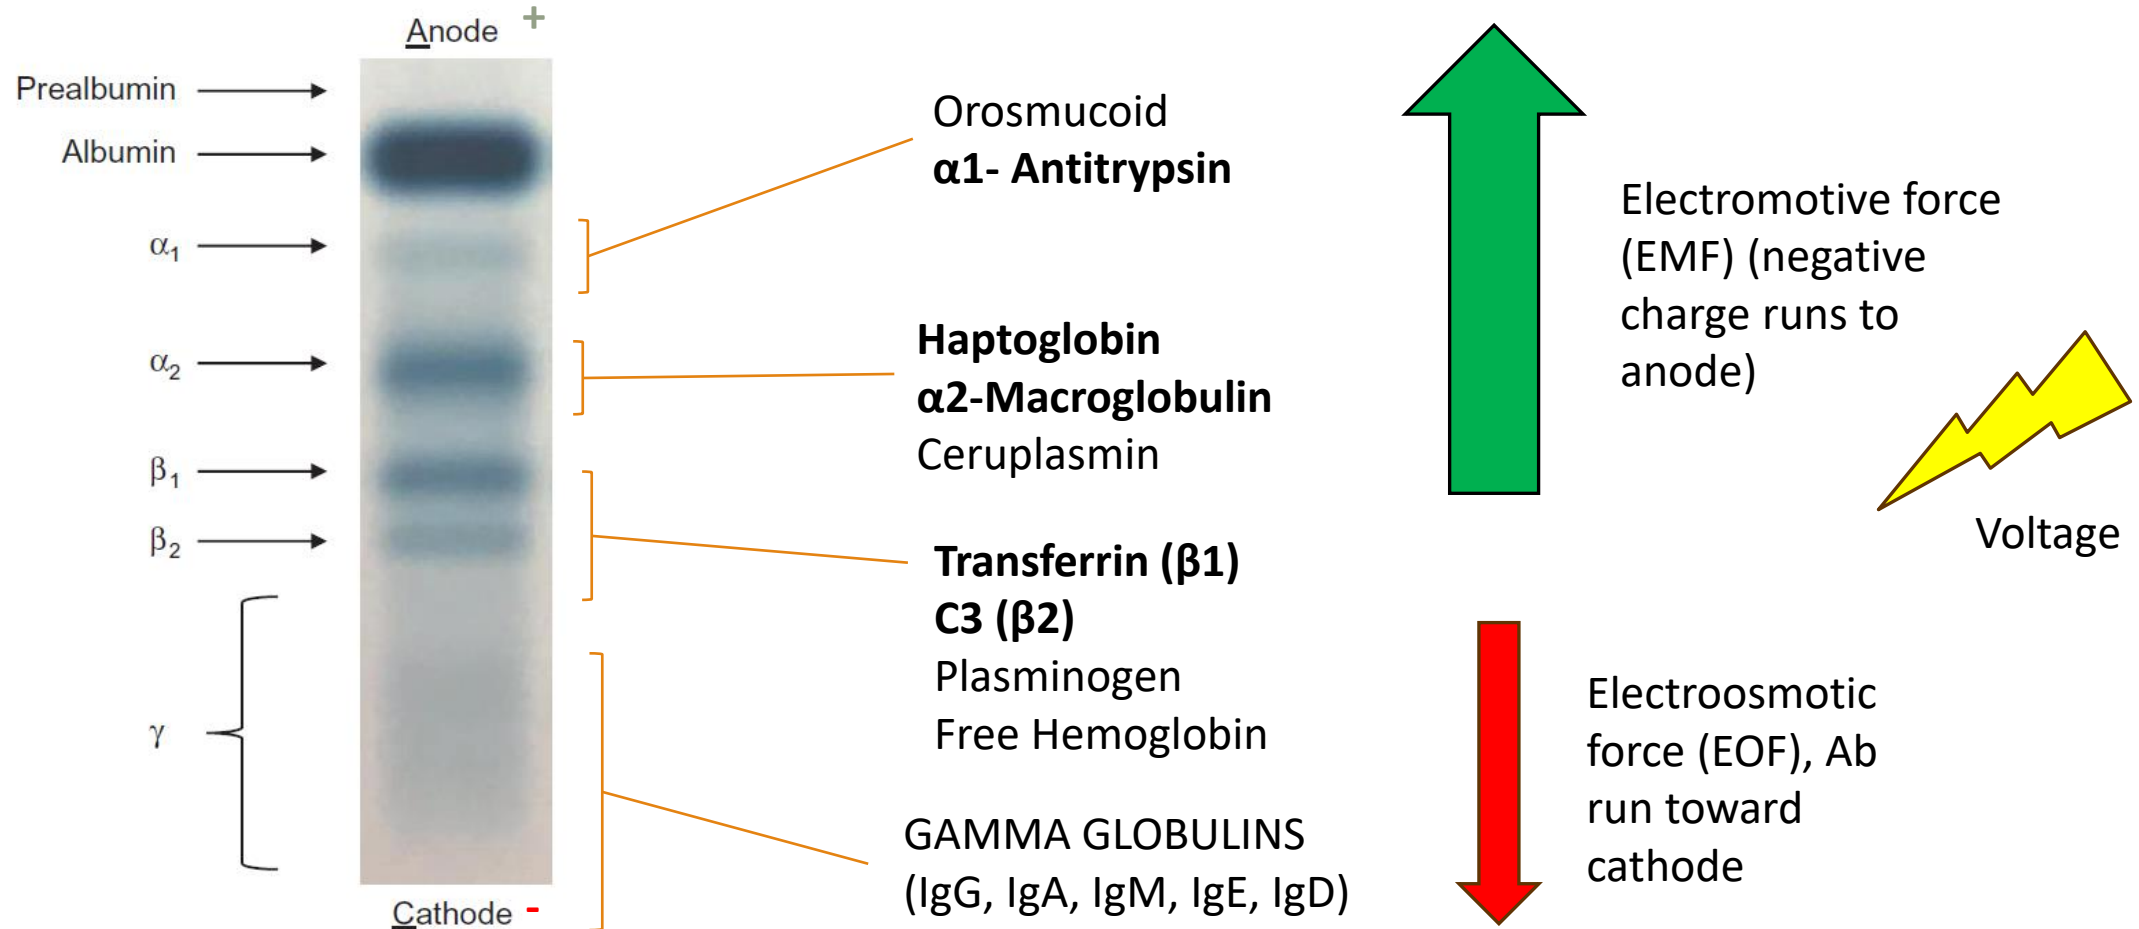 Anode +
Prealbumin
Albumin
α1
α2
β1
β2
γ
Cathode -
Orosmucoid
α1- Antitrypsin
Haptoglobin
α2-Macroglobulin
Ceruplasmin
Transferrin (β1)
C3 (β2)
Plasminogen
Free Hemoglobin
GAMMA GLOBULINS
(IgG, IgA, IgM, IgE, IgD)
Electromotive force
(EMF) (negative
charge runs to
anode)
Voltage
Electroosmotic
force (EOF), Ab
run toward
cathode